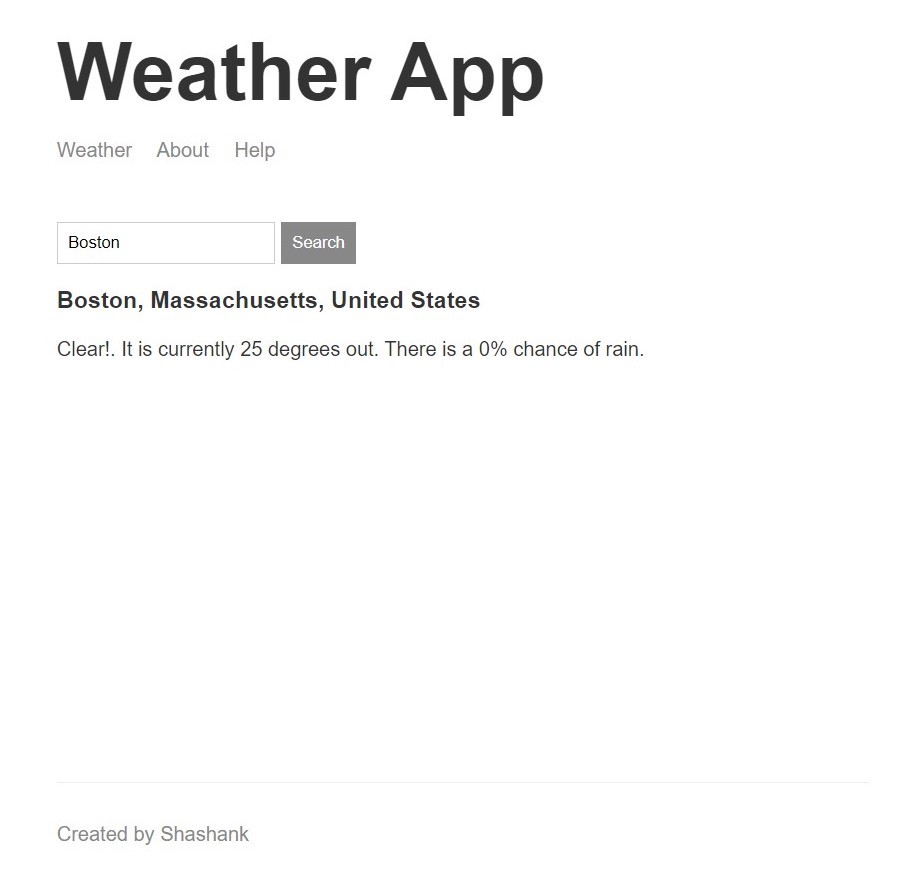 Weather App
Weather About Help
Boston Search
Boston, Massachusetts, United States
Clear!. It is currently 25 degrees out. There is a 0% chance of rain.
Created by Shashank